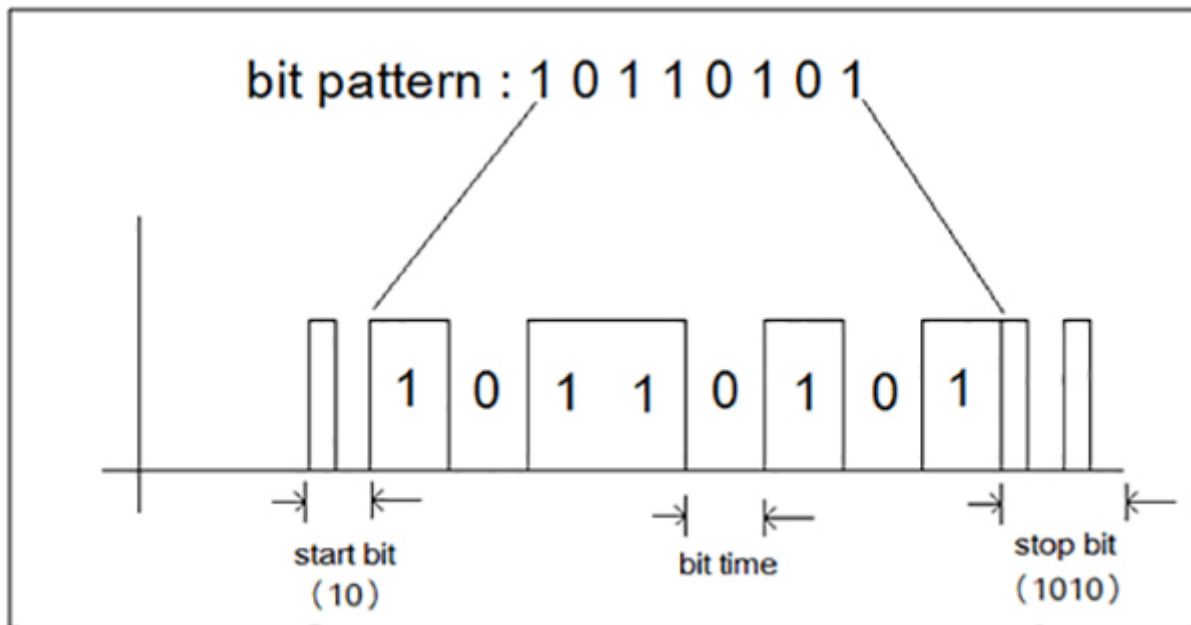 bit pattern : 1 0 1 1 0 1 0 1
1 0 1 1 0 1 0 1
start bit
(10)
bit time
stop bit
(1010)